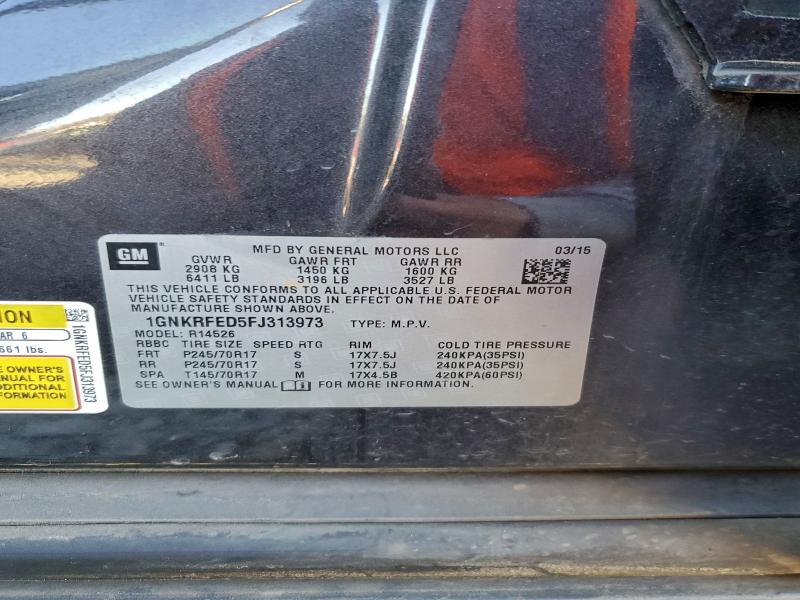 GM
MFD BY GENERAL MOTORS LLC 03/15
GVWR GAWR FRT GAWR RR
2908 KG 1450 KG 1600 KG
6411 LB 3196 LB 3527 LB
THIS VEHICLE CONFORMS TO ALL APPLICABLE U.S. FEDERAL MOTOR
VEHICLE SAFETY STANDARDS IN EFFECT ON THE DATE OF
MANUFACTURE SHOWN ABOVE.
1GNKRFED5FJ313973 TYPE: M.P.V.
MODEL: R14526
RBBC TIRE SIZE SPEED RTG RIM COLD TIRE PRESSURE
FRT P245/70R17 S 17X7.5J 240KPA(35PSI)
RR P245/70R17 S 17X7.5J 240KPA(35PSI)
SPA T145/70R17 M 17X4.5B 420KPA(60PSI)
SEE OWNER'S MANUAL FOR MORE INFORMATION.
ION
AR 6
661 lbs.
E OWNER'S
NUAL FOR
DDITIONAL
FORMATION
1GNKRFED5FJ313973